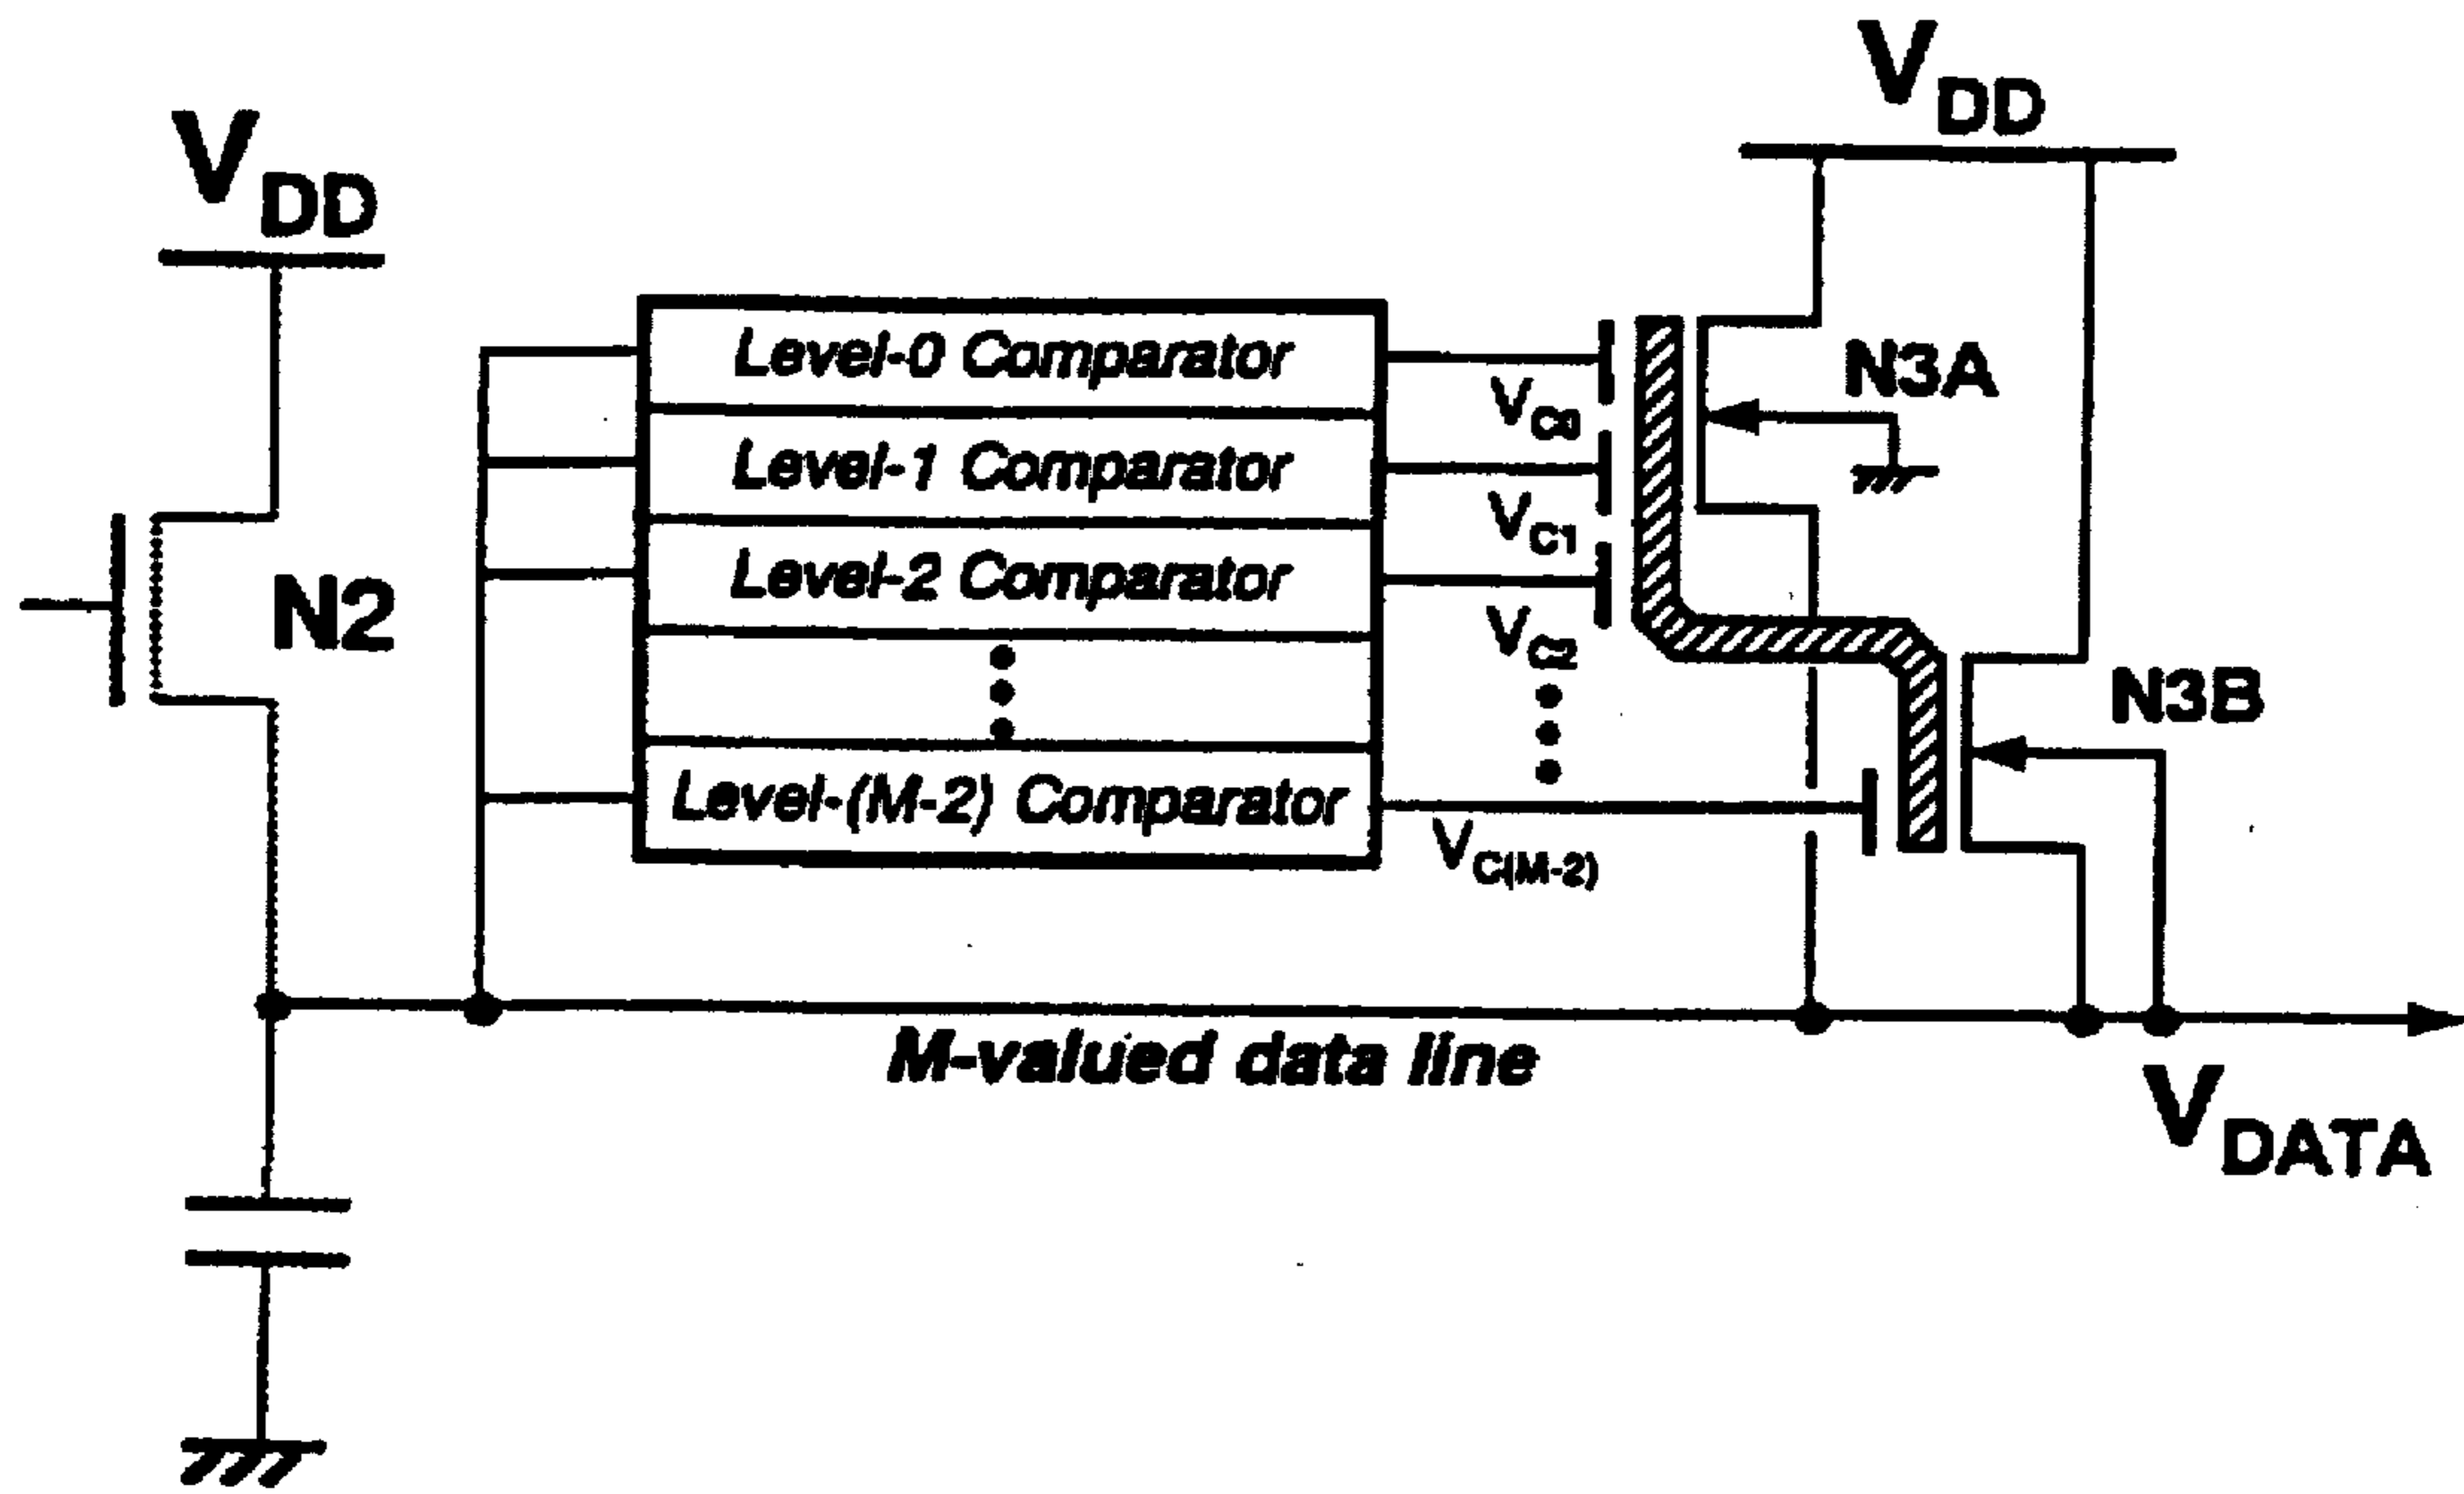 V_DD
V_DD
Level-0 Comparator
N3A
V_C0
Level-1 Comparator
V_C1
Level-2 Comparator
N2
V_C2
N3B
Level-(M-2) Comparator
V_C(M-2)
M-valued data line
V_DATA